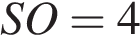 SO = 4